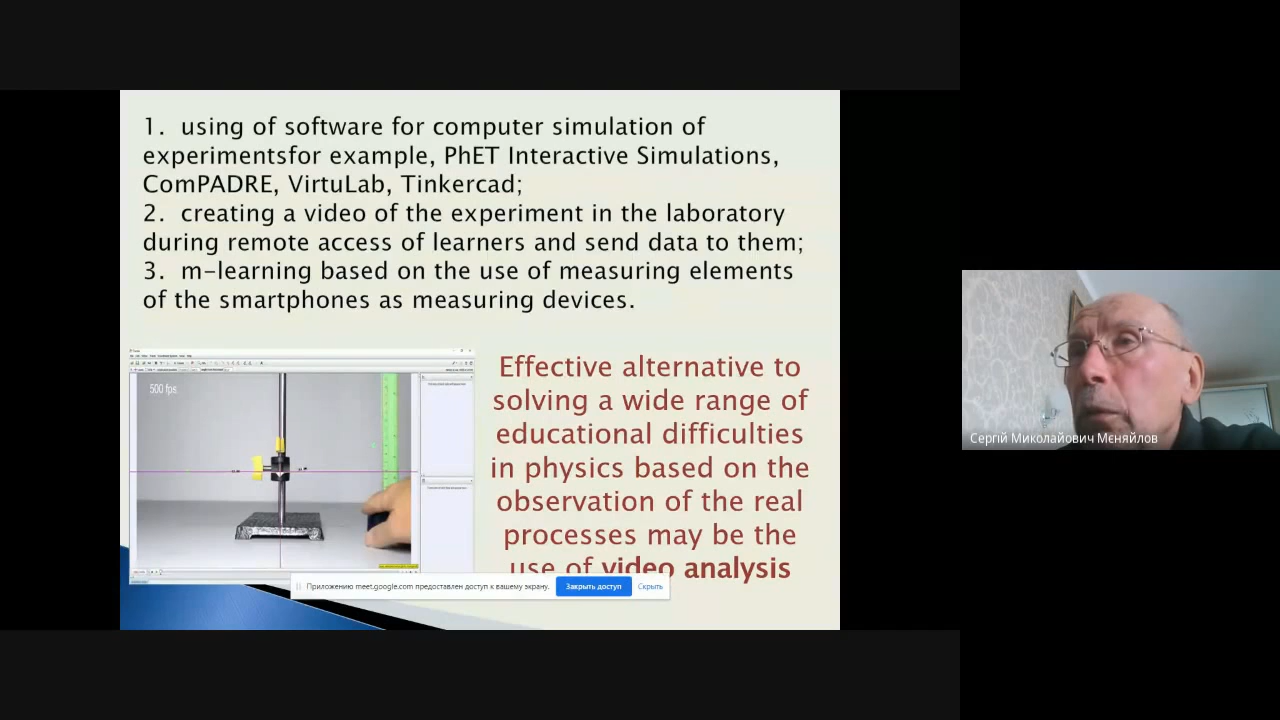 1. using of software for computer simulation of
experimentsfor example, PhET Interactive Simulations,
ComPADRE, VirtuLab, Tinkercad;
2. creating a video of the experiment in the laboratory
during remote access of learners and send data to them;
3. m-learning based on the use of measuring elements
of the smartphones as measuring devices.
500 fps
Effective alternative to
solving a wide range of
educational difficulties
in physics based on the
observation of the real
processes may be the
use of video analysis
Приложению meet.google.com предоставлен доступ к вашему экрану.
Закрыть доступ
Скрыть
Сергій Миколайович Мєняйлов